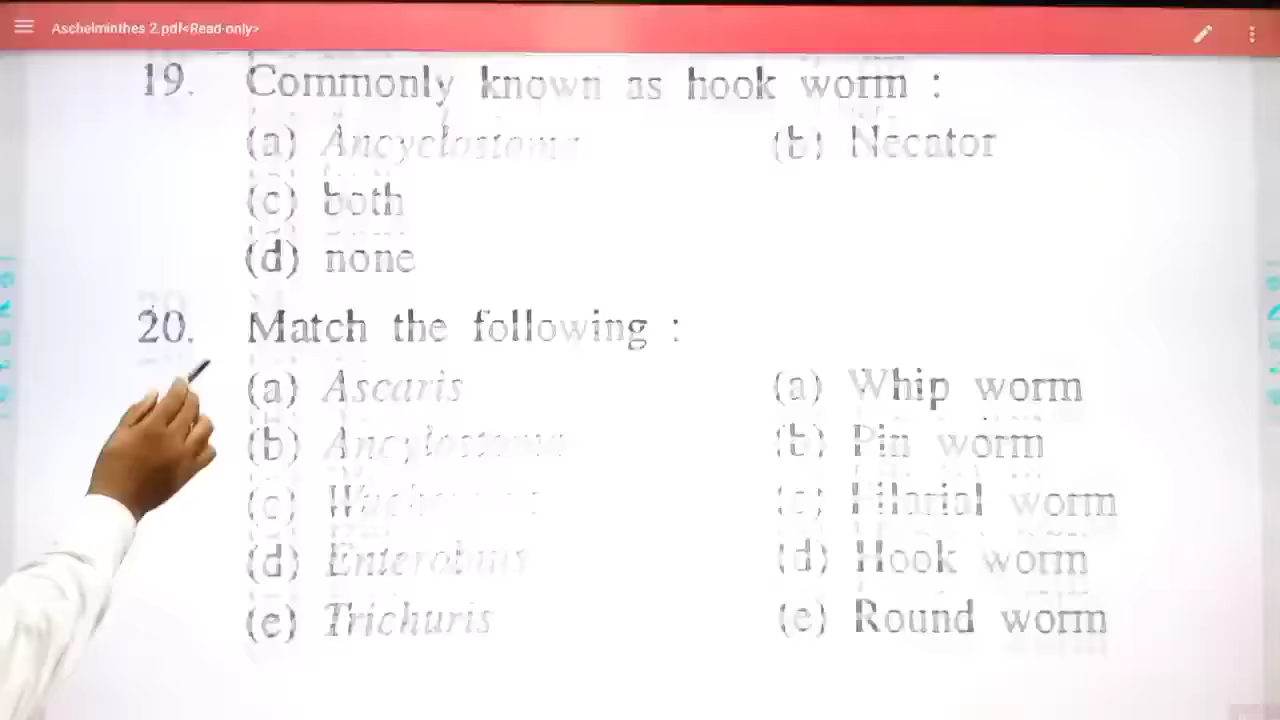 Aschelminthes 2.pdf<Read-only>
19. Commonly known as hook worm :
(a) Ancyclostoma (b) Necator
(c) both
(d) none
20. Match the following :
(a) Ascaris (a) Whip worm
(b) Ancylostoma (b) Pin worm
(c) (c) Filarial worm
(d) Enterobius (d) Hook worm
(e) Trichuris (e) Round worm